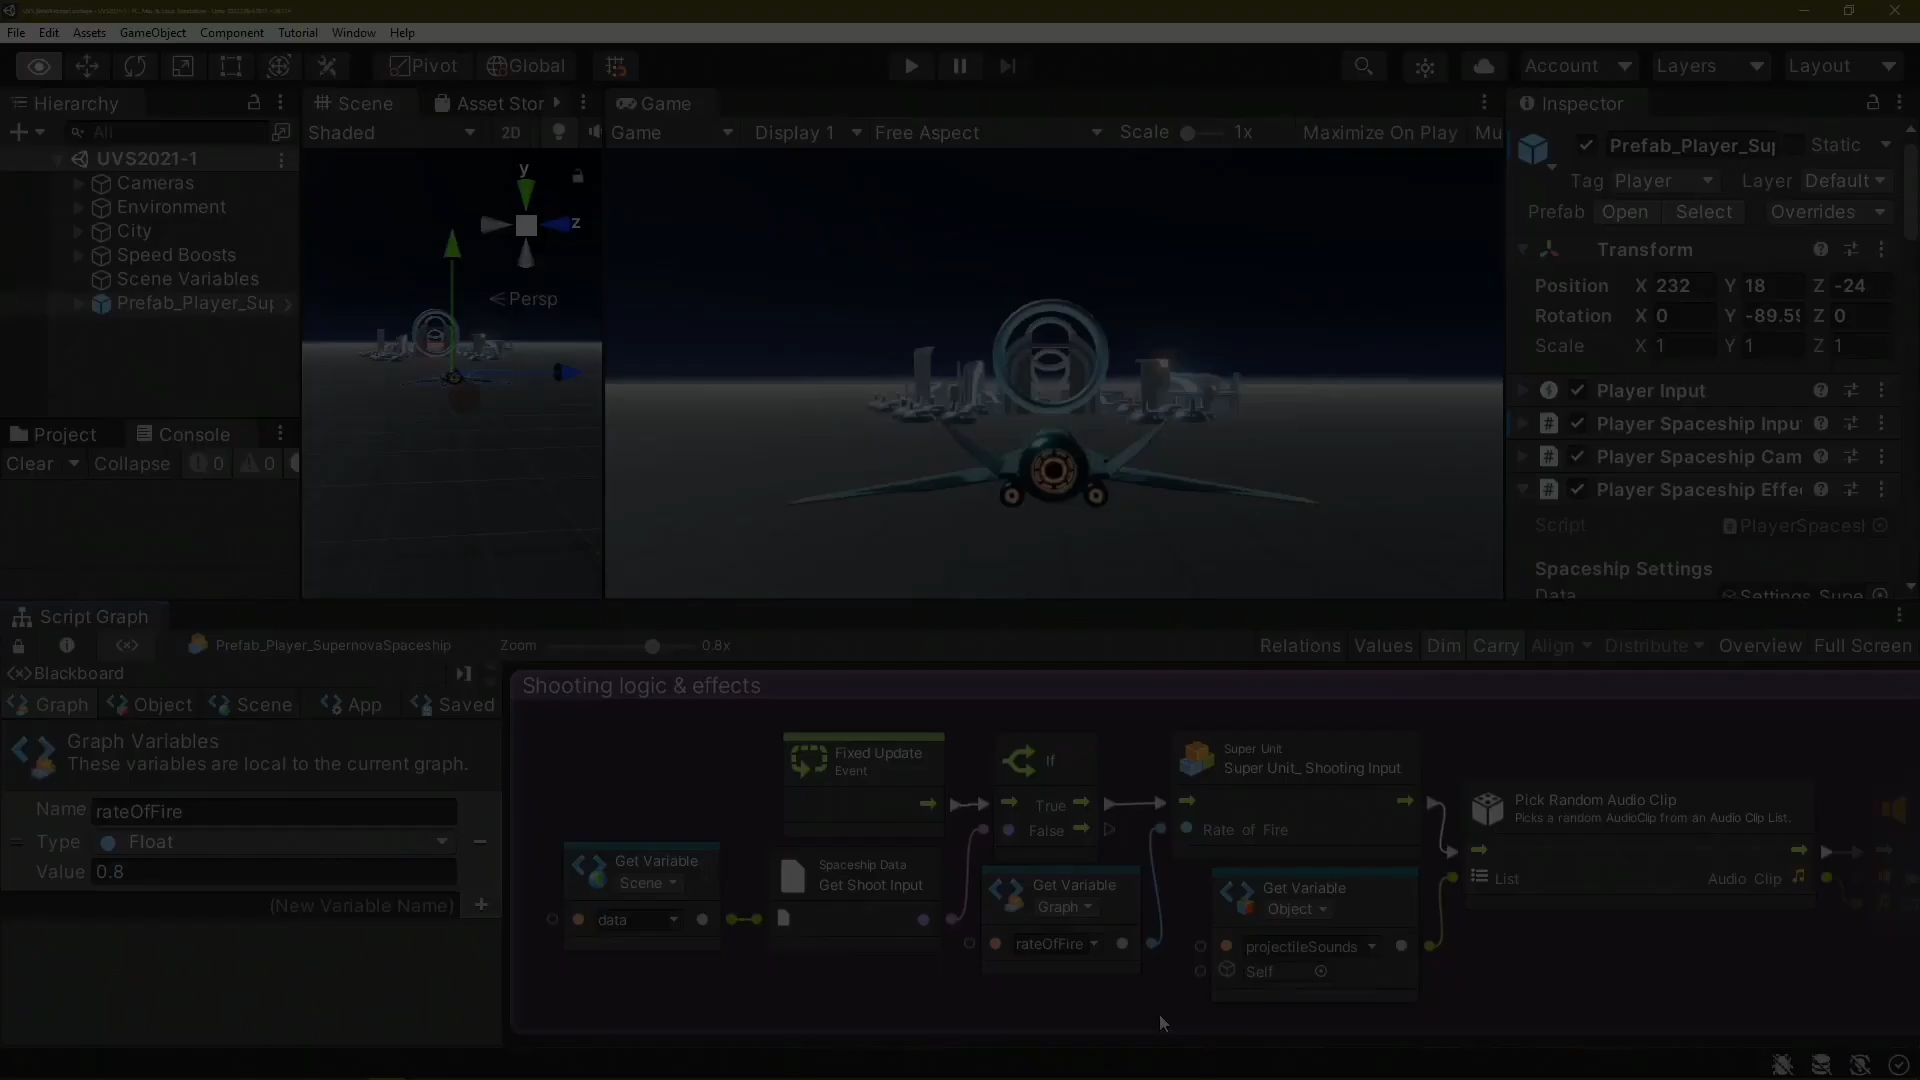 File Edit Assets GameObject Component Tutorial Window Help
Pivot Global Account Layers Layout
Hierarchy
All
UVS2021-1
Cameras
Environment
City
Speed Boosts
Scene Variables
Prefab_Player_Sup
Project Console
Clear Collapse 0 0
Scene Asset Stor
Shaded 2D
y
z
Persp
Game
Game Display 1 Free Aspect Scale 1x Maximize On Play Mu
Inspector
Prefab_Player_Su Static
Tag Player Layer Default
Prefab Open Select Overrides
Transform
Position X 232 Y 18 Z -24
Rotation X 0 Y -89.59 Z 0
Scale X 1 Y 1 Z 1
Player Input
Player Spaceship Inpu
Player Spaceship Cam
Player Spaceship Effe
Script PlayerSpaces
Spaceship Settings
Data Settings_Supe
Script Graph
Prefab_Player_SupernovaSpaceship Zoom 0.8x Relations Values Dim Carry Align Distribute Overview Full Screen
Blackboard
Graph Object Scene App Saved
Graph Variables
These variables are local to the current graph.
Name rateOfFire
Type Float
Value 0.8
(New Variable Name)
Shooting logic & effects
Get Variable
Scene
data
Fixed Update
Event
Spaceship Data
Get Shoot Input
If
True
False
Get Variable
Graph
rateOfFire
Super Unit
Super Unit_ Shooting Input
Rate of Fire
Get Variable
Object
projectileSounds
Self
Pick Random Audio Clip
Picks a random AudioClip from an Audio Clip List.
List Audio Clip